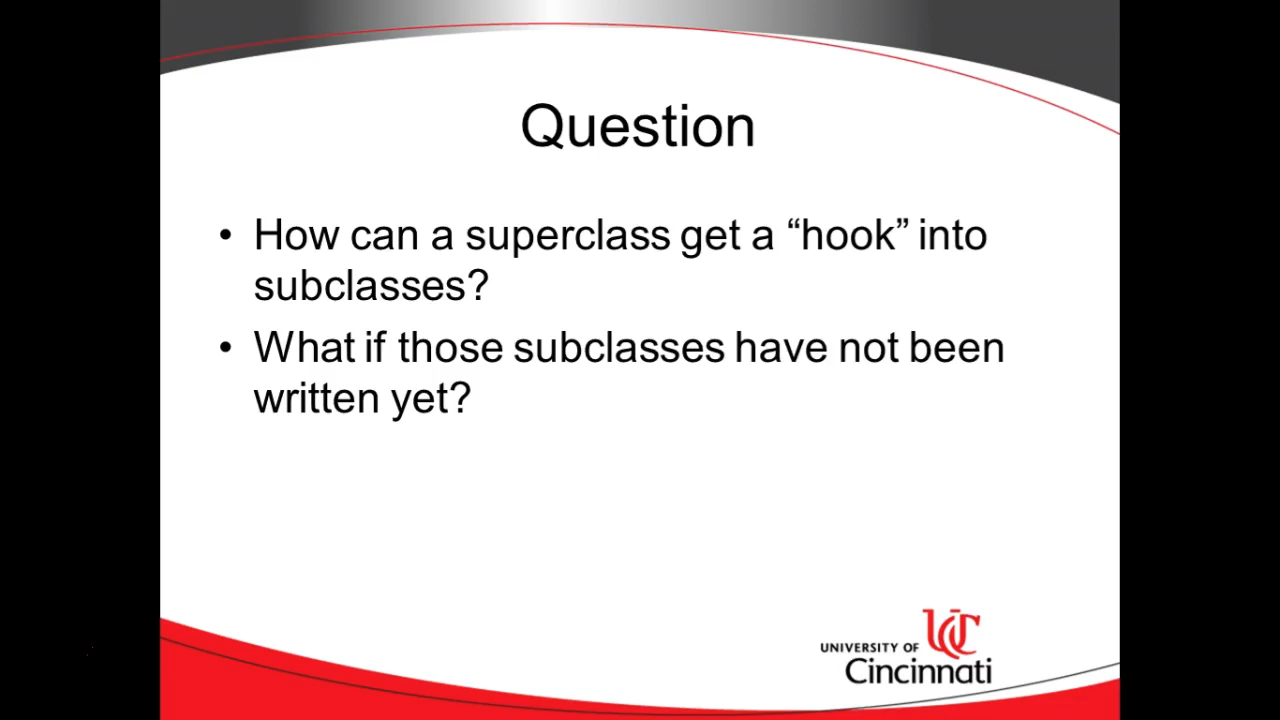 Question
• How can a superclass get a “hook” into
subclasses?
• What if those subclasses have not been
written yet?
UC
UNIVERSITY OF
Cincinnati